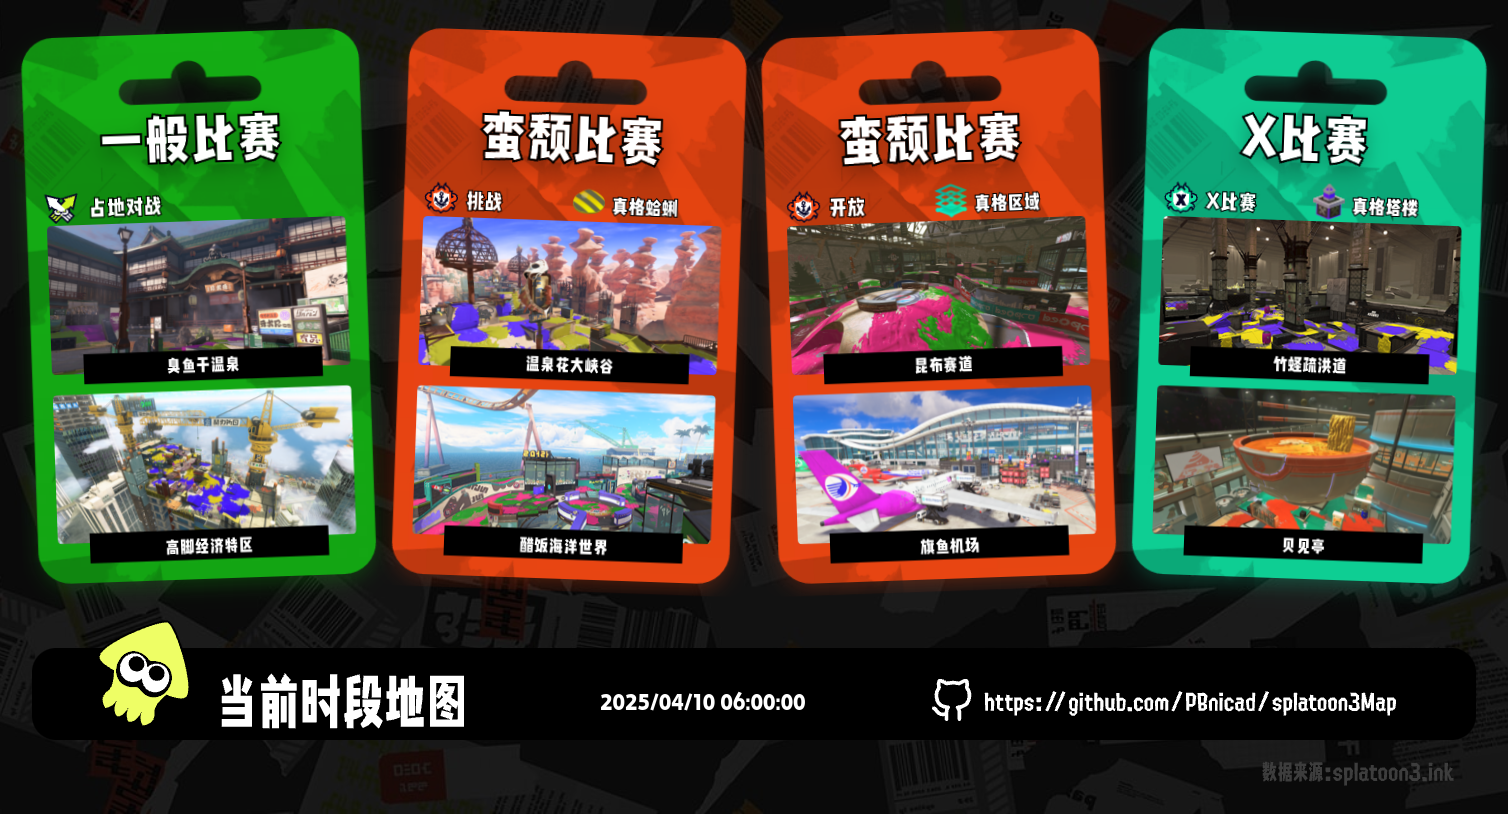 一般比赛
占地对战
臭鱼干温泉
高脚经济特区
蛮颓比赛
挑战
真格蛤蜊
温泉花大峡谷
醋饭海洋世界
蛮颓比赛
开放
真格区域
昆布赛道
旗鱼机场
X比赛
X比赛
真格塔楼
竹蛏疏洪道
贝见亭
当前时段地图
2025/04/10 06:00:00
https://github.com/PBnicad/splatoon3Map
数据来源:splatoon3.ink